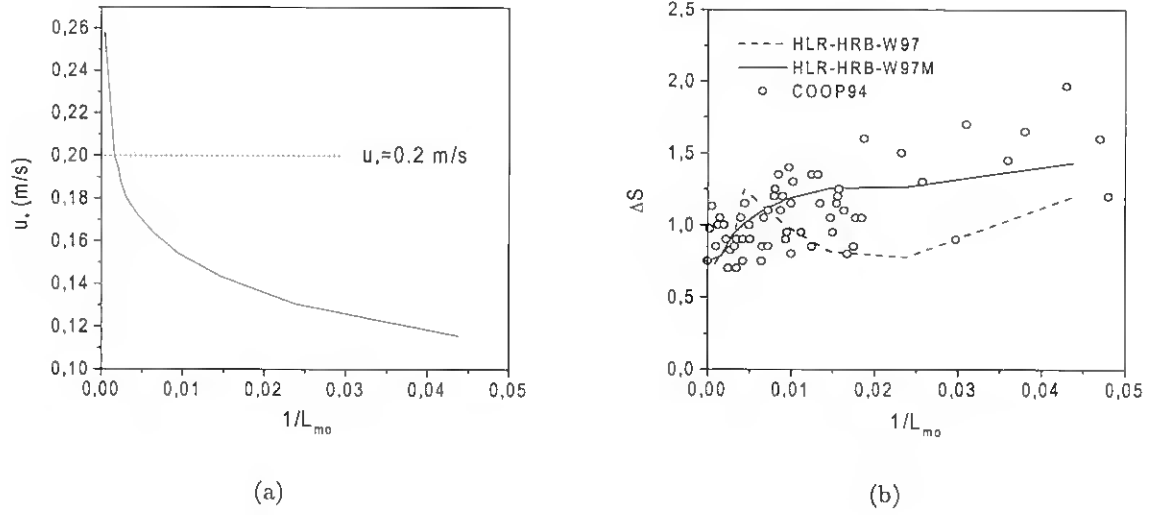 0,26
0,24
0,22
0,20
0,18
0,16
0,14
0,12
0,10
u* (m/s)
u*=0.2 m/s
0,00 0,01 0,02 0,03 0,04 0,05
1/Lmo
(a)
2,5
2,0
1,5
1,0
0,5
0,0
ΔS
HLR-HRB-W97
HLR-HRB-W97M
COOP94
0,00 0,01 0,02 0,03 0,04 0,05
1/Lmo
(b)